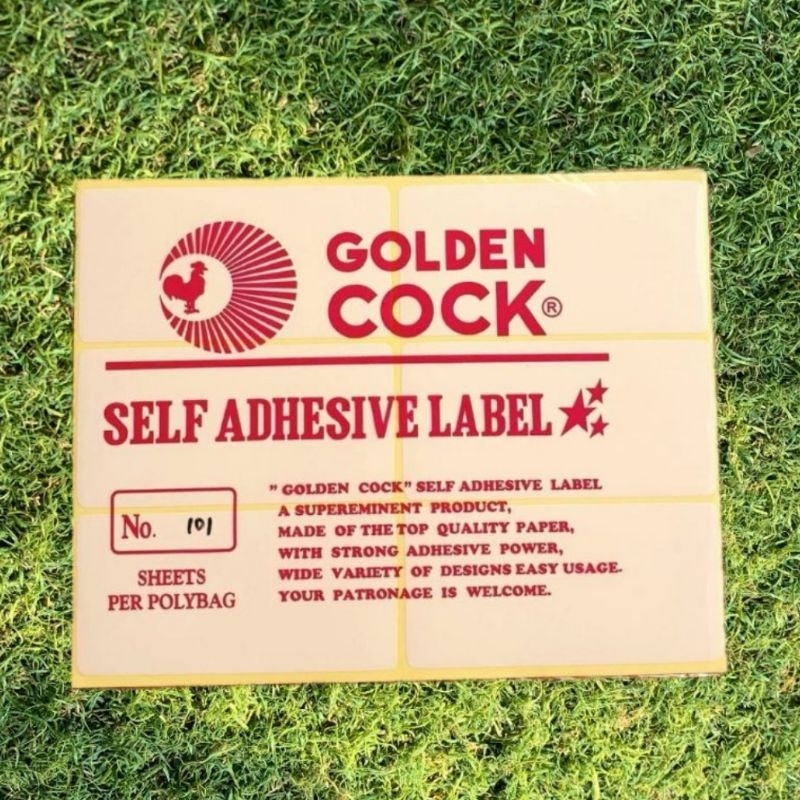 GOLDEN
COCK®
SELF ADHESIVE LABEL
No. 101
SHEETS
PER POLYBAG
" GOLDEN COCK" SELF ADHESIVE LABEL
A SUPEREMINENT PRODUCT,
MADE OF THE TOP QUALITY PAPER,
WITH STRONG ADHESIVE POWER,
WIDE VARIETY OF DESIGNS EASY USAGE.
YOUR PATRONAGE IS WELCOME.